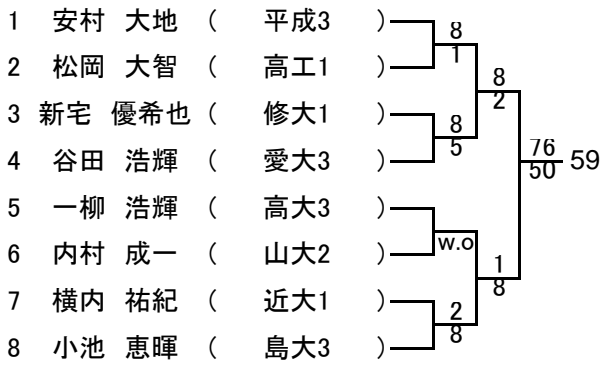 1 安村 大地 ( 平成3 )
8
1
2 松岡 大智 ( 高工1 )
8
2
3 新宅 優希也 ( 修大1 )
8
5
4 谷田 浩輝 ( 愛大3 )
76
50 59
5 一柳 浩輝 ( 高大3 )
w.o
6 内村 成一 ( 山大2 )
1
8
7 横内 祐紀 ( 近大1 )
2
8
8 小池 恵暉 ( 島大3 )